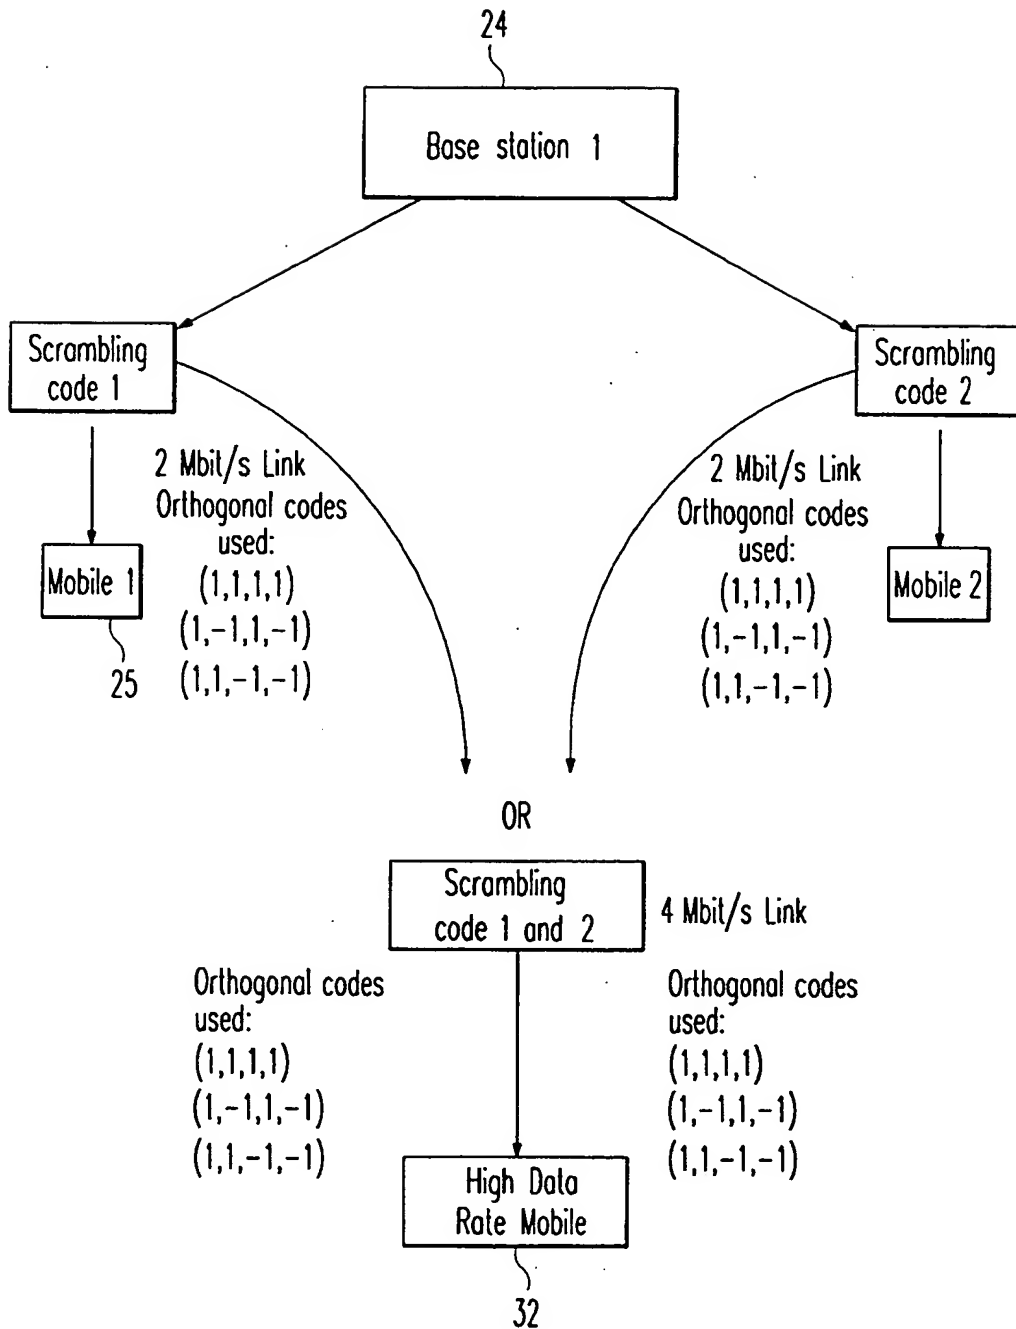 24
Base station 1
Scrambling
code 1
Scrambling
code 2
2 Mbit/s Link
Orthogonal codes
used:
(1,1,1,1)
(1,-1,1,-1)
(1,1,-1,-1)
2 Mbit/s Link
Orthogonal codes
used:
(1,1,1,1)
(1,-1,1,-1)
(1,1,-1,-1)
Mobile 1
25
Mobile 2
OR
Scrambling
code 1 and 2
4 Mbit/s Link
Orthogonal codes
used:
(1,1,1,1)
(1,-1,1,-1)
(1,1,-1,-1)
Orthogonal codes
used:
(1,1,1,1)
(1,-1,1,-1)
(1,1,-1,-1)
High Data
Rate Mobile
32